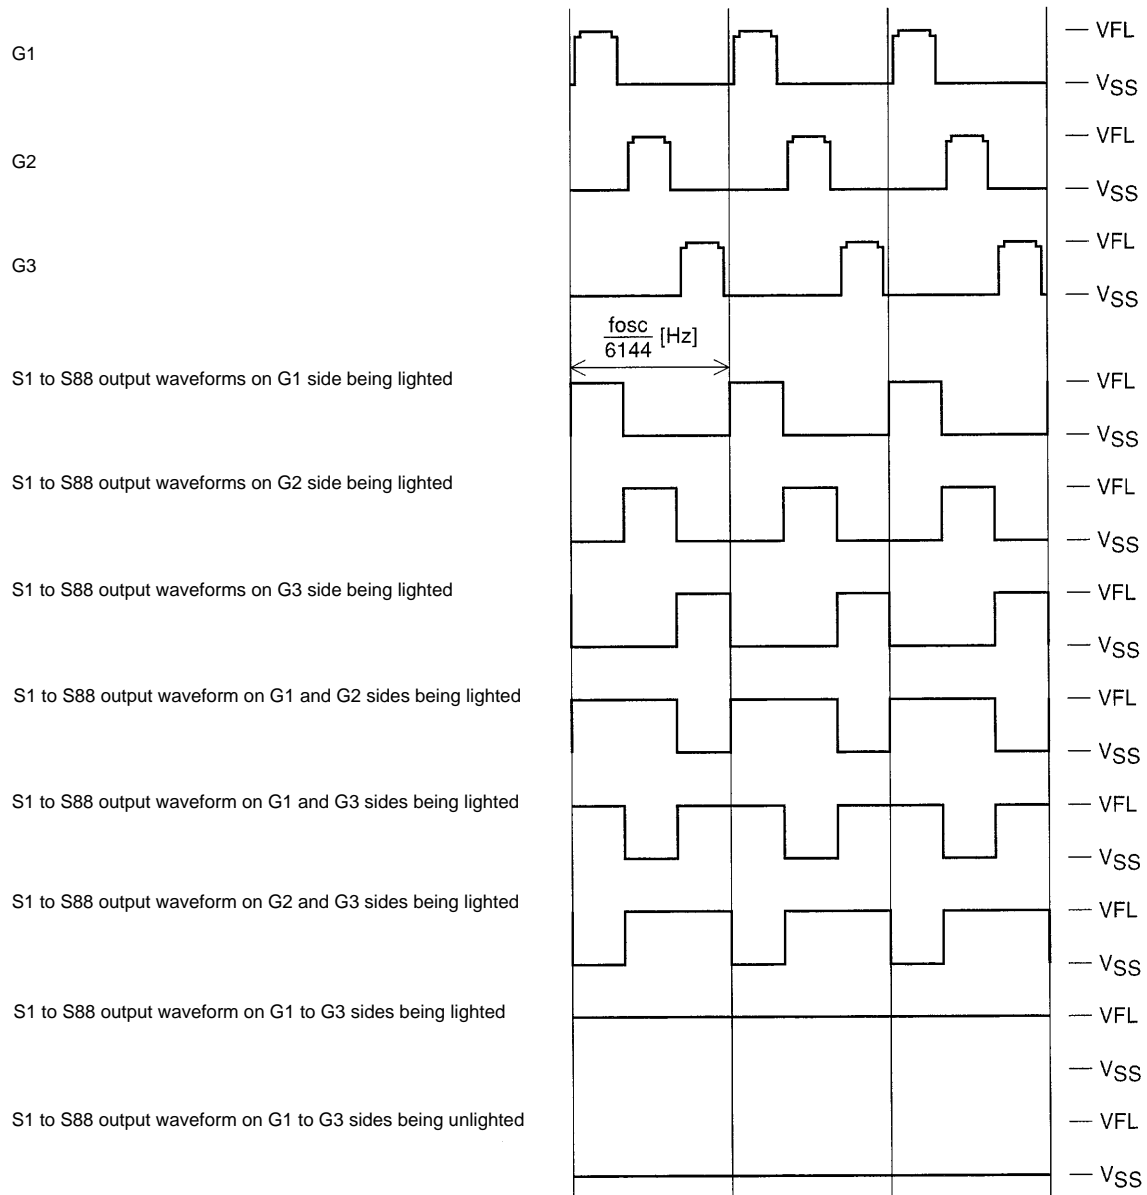 VFL
G1
VSS
VFL
G2
VSS
VFL
G3
VSS
fosc
6144 [Hz]
S1 to S88 output waveforms on G1 side being lighted
VFL
VSS
S1 to S88 output waveforms on G2 side being lighted
VFL
VSS
S1 to S88 output waveforms on G3 side being lighted
VFL
VSS
S1 to S88 output waveform on G1 and G2 sides being lighted
VFL
VSS
S1 to S88 output waveform on G1 and G3 sides being lighted
VFL
VSS
S1 to S88 output waveform on G2 and G3 sides being lighted
VFL
VSS
S1 to S88 output waveform on G1 to G3 sides being lighted
VFL
VSS
S1 to S88 output waveform on G1 to G3 sides being unlighted
VFL
VSS